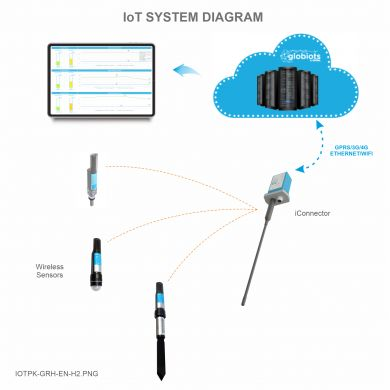 IoT SYSTEM DIAGRAM
globiots
GPRS/3G/4G
ETHERNET/WIFI
iConnector
Wireless
Sensors
IOTPK-GRH-EN-H2.PNG